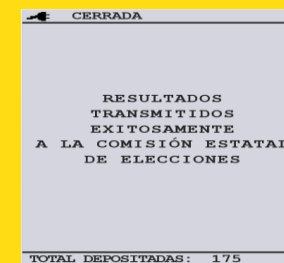 CERRADA
RESULTADOS
TRANSMITIDOS
EXITOSAMENTE
A LA COMISIÓN ESTATAL
DE ELECCIONES
TOTAL DEPOSITADAS: 175